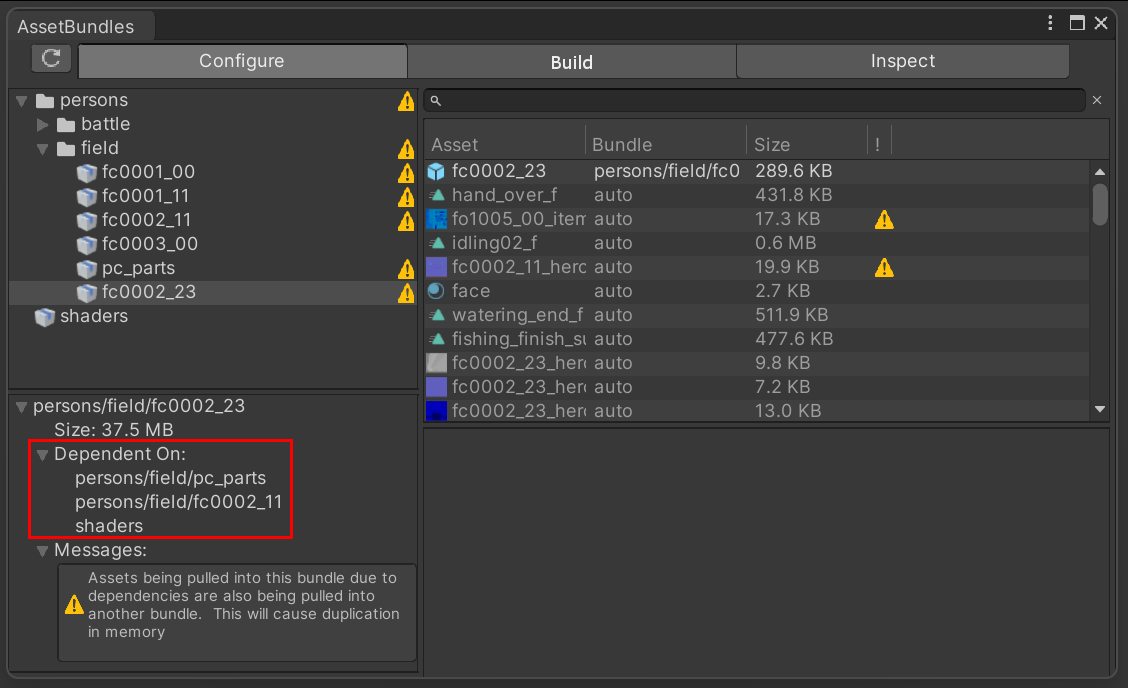 AssetBundles
Configure
Build
Inspect
persons
battle
field
fc0001_00
fc0001_11
fc0002_11
fc0003_00
pc_parts
fc0002_23
shaders
Asset Bundle Size !
fc0002_23 persons/field/fc0 289.6 KB
hand_over_f auto 431.8 KB
fo1005_00_item auto 17.3 KB
idling02_f auto 0.6 MB
fc0002_11_hero auto 19.9 KB
face auto 2.7 KB
watering_end_f auto 511.9 KB
fishing_finish_su auto 477.6 KB
fc0002_23_hero auto 9.8 KB
fc0002_23_hero auto 7.2 KB
fc0002_23_hero auto 13.0 KB
persons/field/fc0002_23
Size: 37.5 MB
Dependent On:
persons/field/pc_parts
persons/field/fc0002_11
shaders
Messages:
Assets being pulled into this bundle due to
dependencies are also being pulled into
another bundle.  This will cause duplication
in memory